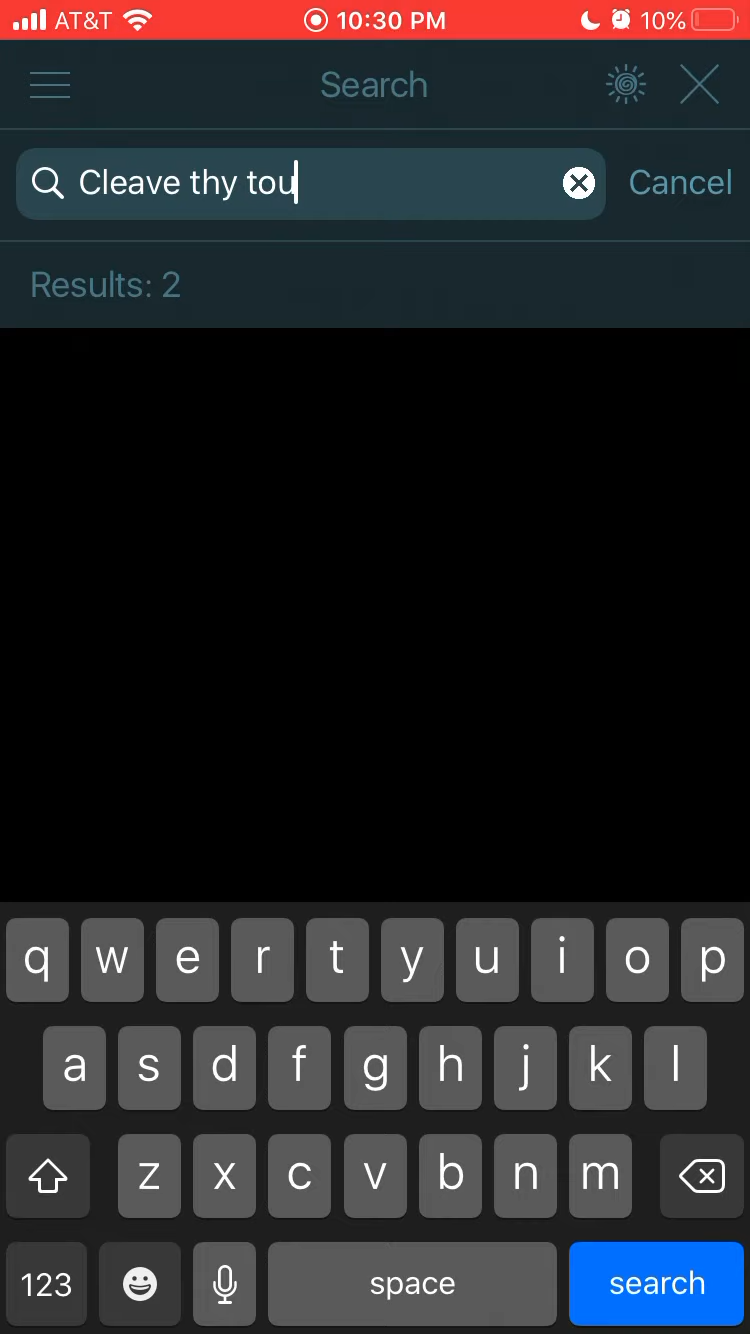 AT&T 10:30 PM 10%
Search
Cleave thy tou Cancel
Results: 2
q w e r t y u i o p
a s d f g h j k l
z x c v b n m
123 space search